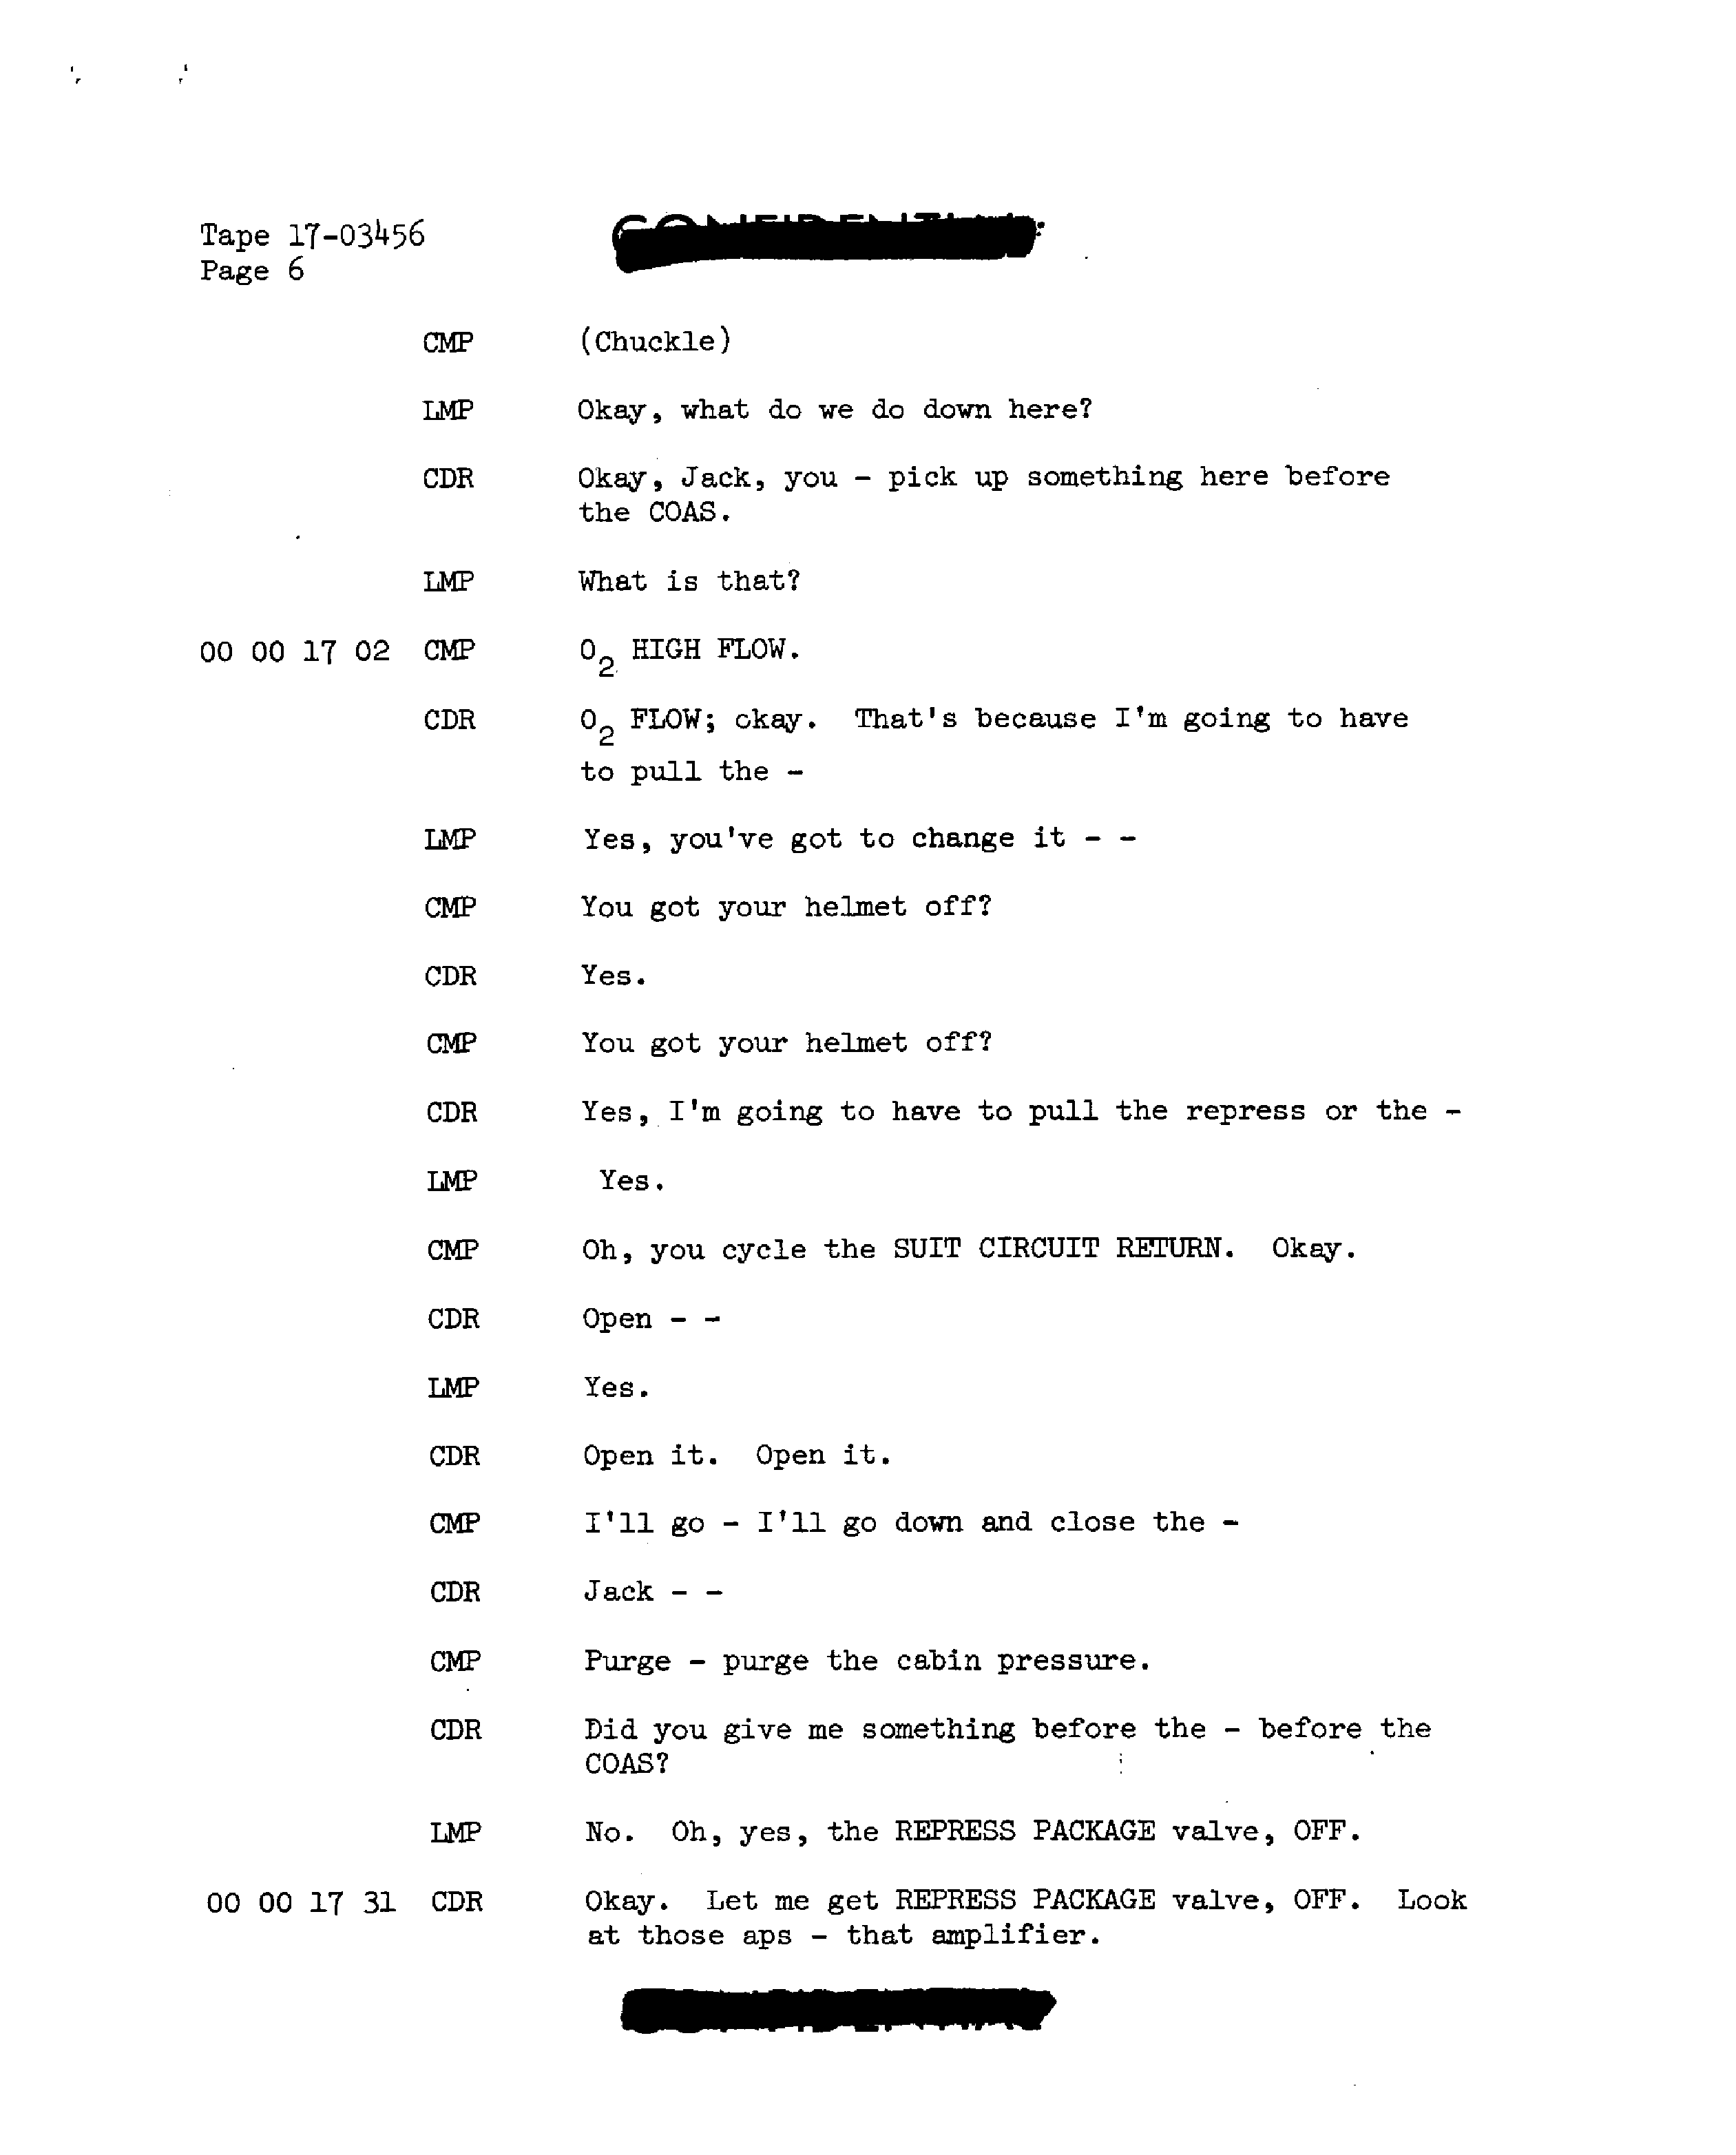 Tape 17-03456
Page 6
CMP (Chuckle)
LMP Okay, what do we do down here?
CDR Okay, Jack, you - pick up something here before
the COAS.
LMP What is that?
00 00 17 02 CMP O2 HIGH FLOW.
CDR O2 FLOW; okay. That's because I'm going to have
to pull the -
LMP Yes, you've got to change it - -
CMP You got your helmet off?
CDR Yes.
CMP You got your helmet off?
CDR Yes, I'm going to have to pull the repress or the -
LMP Yes.
CMP Oh, you cycle the SUIT CIRCUIT RETURN. Okay.
CDR Open - -
LMP Yes.
CDR Open it. Open it.
CMP I'll go - I'll go down and close the -
CDR Jack - -
CMP Purge - purge the cabin pressure.
CDR Did you give me something before the - before the
COAS?
LMP No. Oh, yes, the REPRESS PACKAGE valve, OFF.
00 00 17 31 CDR Okay. Let me get REPRESS PACKAGE valve, OFF. Look
at those aps - that amplifier.